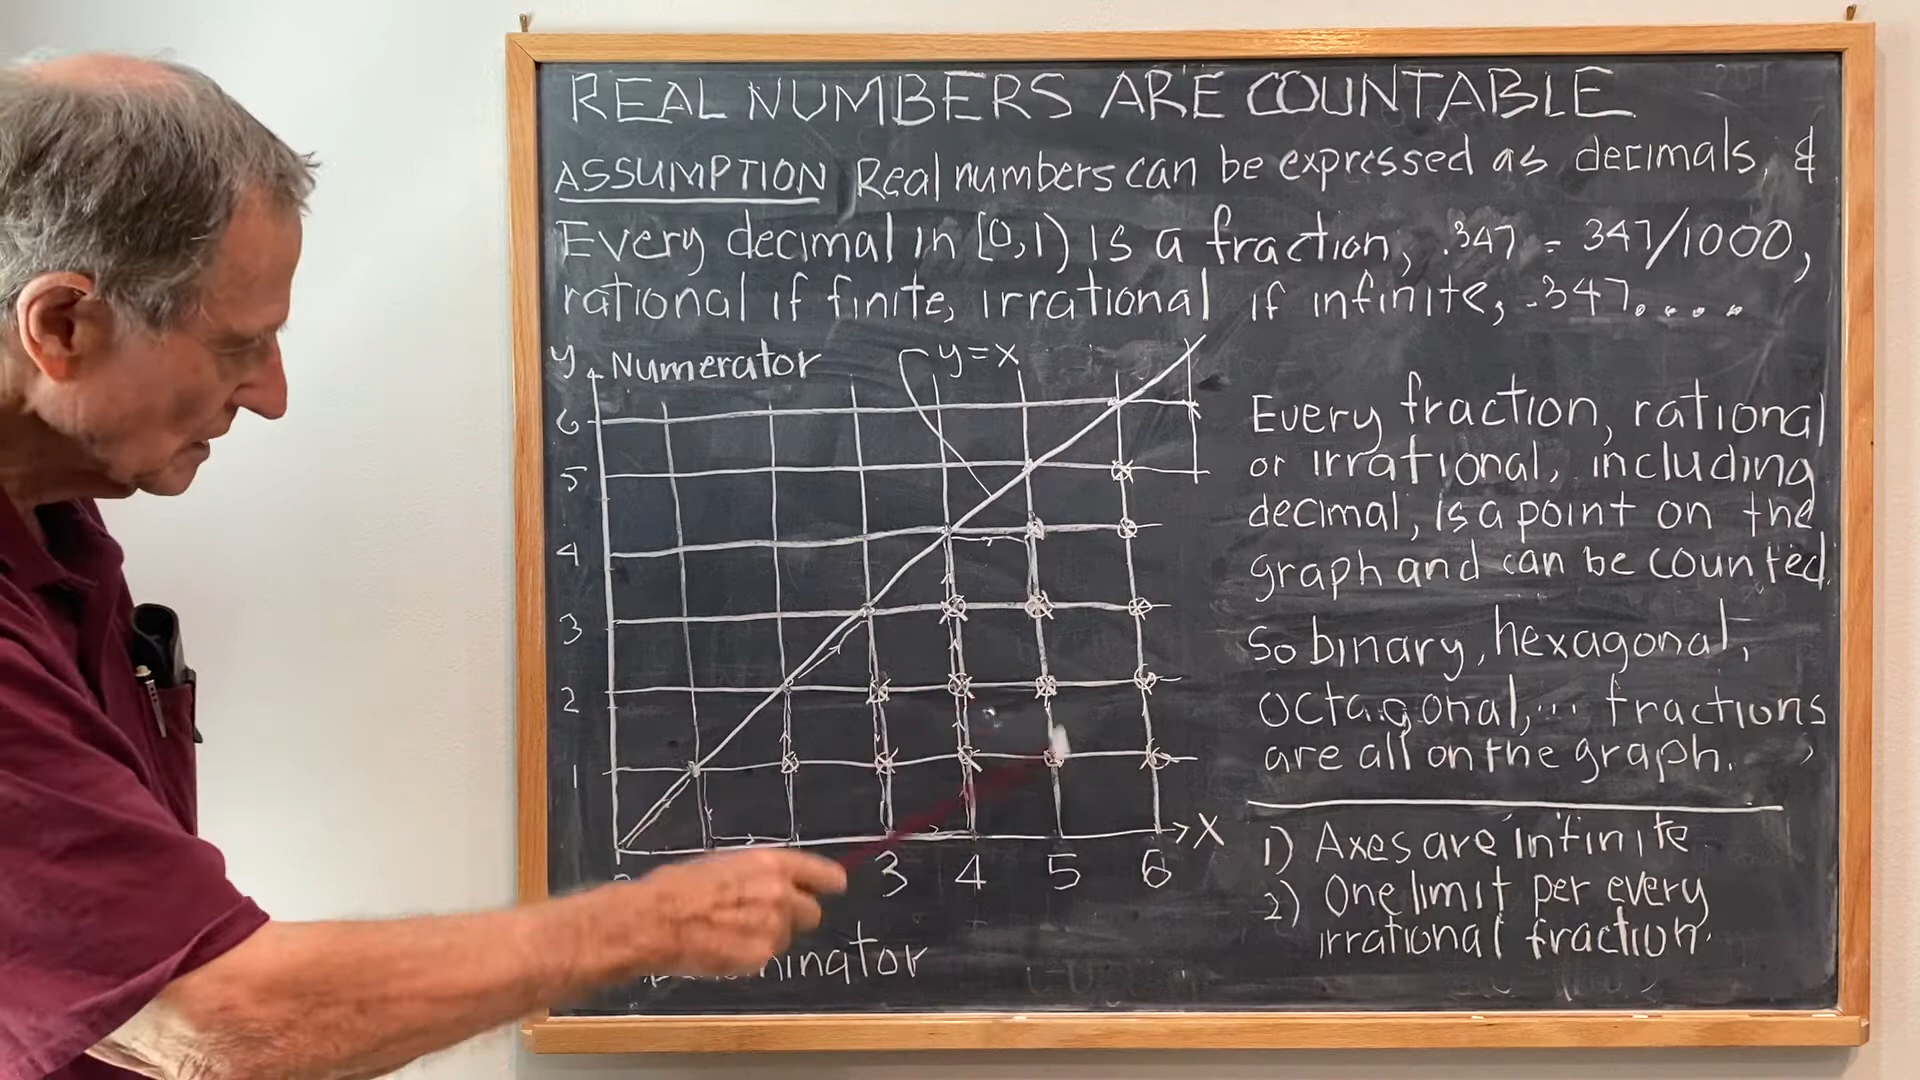 REAL NUMBERS ARE COUNTABLE
ASSUMPTION Real numbers can be expressed as decimals, &
Every decimal in [0,1) is a fraction, .347 = 347/1000,
rational if finite, irrational if infinite, .347....
y Numerator
y=x
6
5
4
3
2
1
X
3 4 5 6
Every fraction, rational
or irrational, including
decimal, is a point on the
graph and can be counted.
So binary, hexagonal,
octagonal,... fractions
are all on the graph.
1) Axes are infinite
2) One limit per every
irrational fraction.